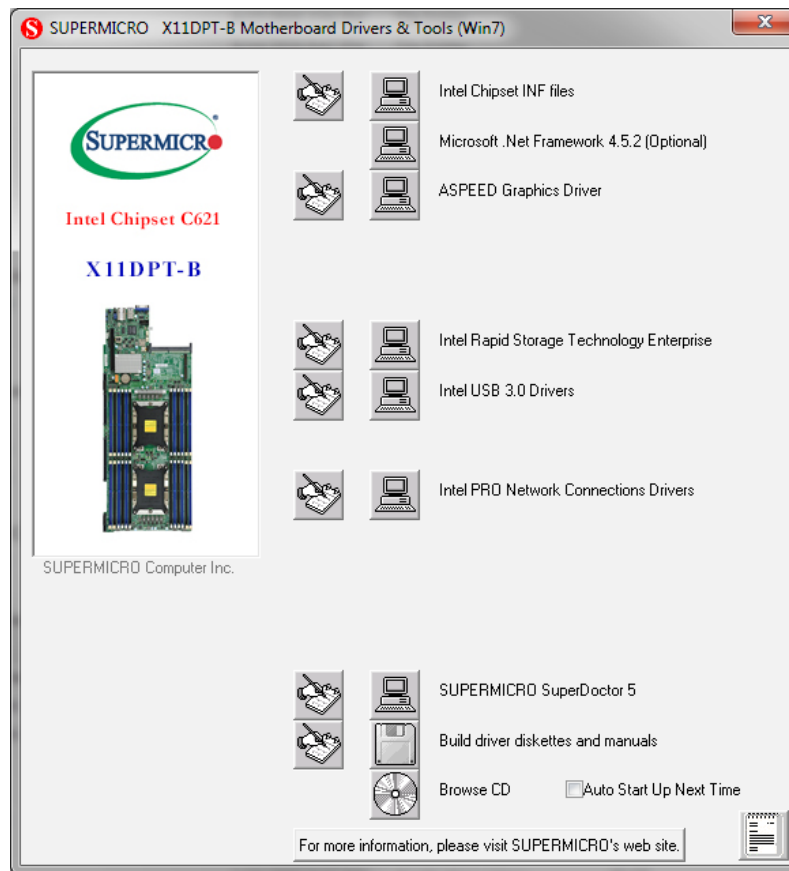 SUPERMICRO X11DPT-B Motherboard Drivers & Tools (Win7)
SUPERMICRO
Intel Chipset C621
X11DPT-B
SUPERMICRO Computer Inc.
Intel Chipset INF files
Microsoft .Net Framework 4.5.2 (Optional)
ASPEED Graphics Driver
Intel Rapid Storage Technology Enterprise
Intel USB 3.0 Drivers
Intel PRO Network Connections Drivers
SUPERMICRO SuperDoctor 5
Build driver diskettes and manuals
Browse CD Auto Start Up Next Time
For more information, please visit SUPERMICRO's web site.